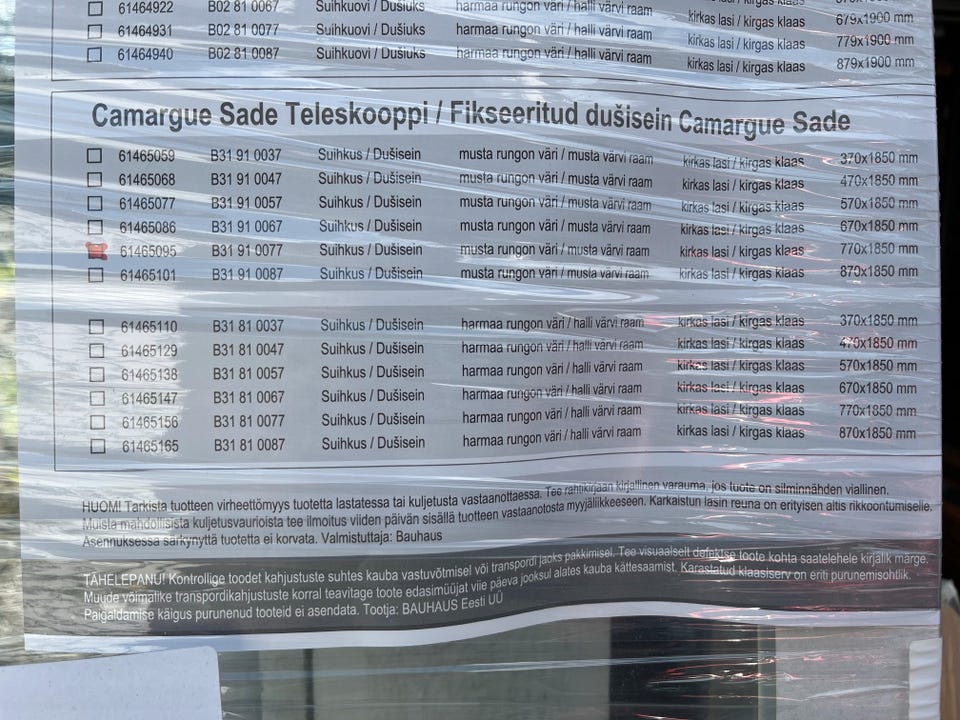 61464922 B02 81 0067 Suihkuovi / Dušiuks harmaa rungon väri / halli värvi raam
61464931 B02 81 0077 Suihkuovi / Dušiuks harmaa rungon väri / halli värvi raam kirkas lasi / kirgas klaas 679x1900 mm
61464940 B02 81 0087 Suihkuovi / Dušiuks harmaa rungon väri / halli värvi raam kirkas lasi / kirgas klaas 779x1900 mm
kirkas lasi / kirgas klaas 879x1900 mm
Camargue Sade Teleskooppi / Fikseeritud dušisein Camargue Sade
61465059 B31 91 0037 Suihkus / Dušisein musta rungon väri / musta värvi raam kirkas lasi / kirgas klaas 370x1850 mm
61465068 B31 91 0047 Suihkus / Dušisein musta rungon väri / musta värvi raam kirkas lasi / kirgas klaas 470x1850 mm
61465077 B31 91 0057 Suihkus / Dušisein musta rungon väri / musta värvi raam kirkas lasi / kirgas klaas 570x1850 mm
61465086 B31 91 0067 Suihkus / Dušisein musta rungon väri / musta värvi raam kirkas lasi / kirgas klaas 670x1850 mm
61465095 B31 91 0077 Suihkus / Dušisein musta rungon väri / musta värvi raam kirkas lasi / kirgas klaas 770x1850 mm
61465101 B31 91 0087 Suihkus / Dušisein musta rungon väri / musta värvi raam kirkas lasi / kirgas klaas 870x1850 mm
61465110 B31 81 0037 Suihkus / Dušisein harmaa rungon väri / halli värvi raam kirkas lasi / kirgas klaas 370x1850 mm
61465129 B31 81 0047 Suihkus / Dušisein harmaa rungon väri / halli värvi raam kirkas lasi / kirgas klaas 470x1850 mm
61465138 B31 81 0057 Suihkus / Dušisein harmaa rungon väri / halli värvi raam kirkas lasi / kirgas klaas 570x1850 mm
61465147 B31 81 0067 Suihkus / Dušisein harmaa rungon väri / halli värvi raam kirkas lasi / kirgas klaas 670x1850 mm
61465156 B31 81 0077 Suihkus / Dušisein harmaa rungon väri / halli värvi raam kirkas lasi / kirgas klaas 770x1850 mm
61465165 B31 81 0087 Suihkus / Dušisein harmaa rungon väri / halli värvi raam kirkas lasi / kirgas klaas 870x1850 mm
HUOM! Tarkista tuotteen virheettömyys tuotetta lastatessa tai kuljetusta vastaanottaessa. Tee rahtikirjaan kirjallinen varauma, jos tuote on silminnähden viallinen.
Muista mahdollisista kuljetusvaurioista tee ilmoitus viiden päivän sisällä tuotteen vastaanotosta myyjäliikkeeseen. Karkaistun lasin reuna on erityisen altis rikkoontumiselle.
Asennuksessa särkynyttä tuotetta ei korvata. Valmistuttaja: Bauhaus
TÄHELEPANU! Kontrollige toodet kahjustuste suhtes kauba vastuvõtmisel või transpordi jaoks pakkimisel. Tee visuaalselt defektse toote kohta saatelehele kirjalik märge.
Muude võimalike transpordikahjustuste korral teavitage toote edasimüüjat viie päeva jooksul alates kauba kättesaamist. Karastatud klaasiserv on eriti purunemisohtlik.
Paigaldamise käigus purunenud tooteid ei asendata. Tootja: BAUHAUS Eesti UÜ